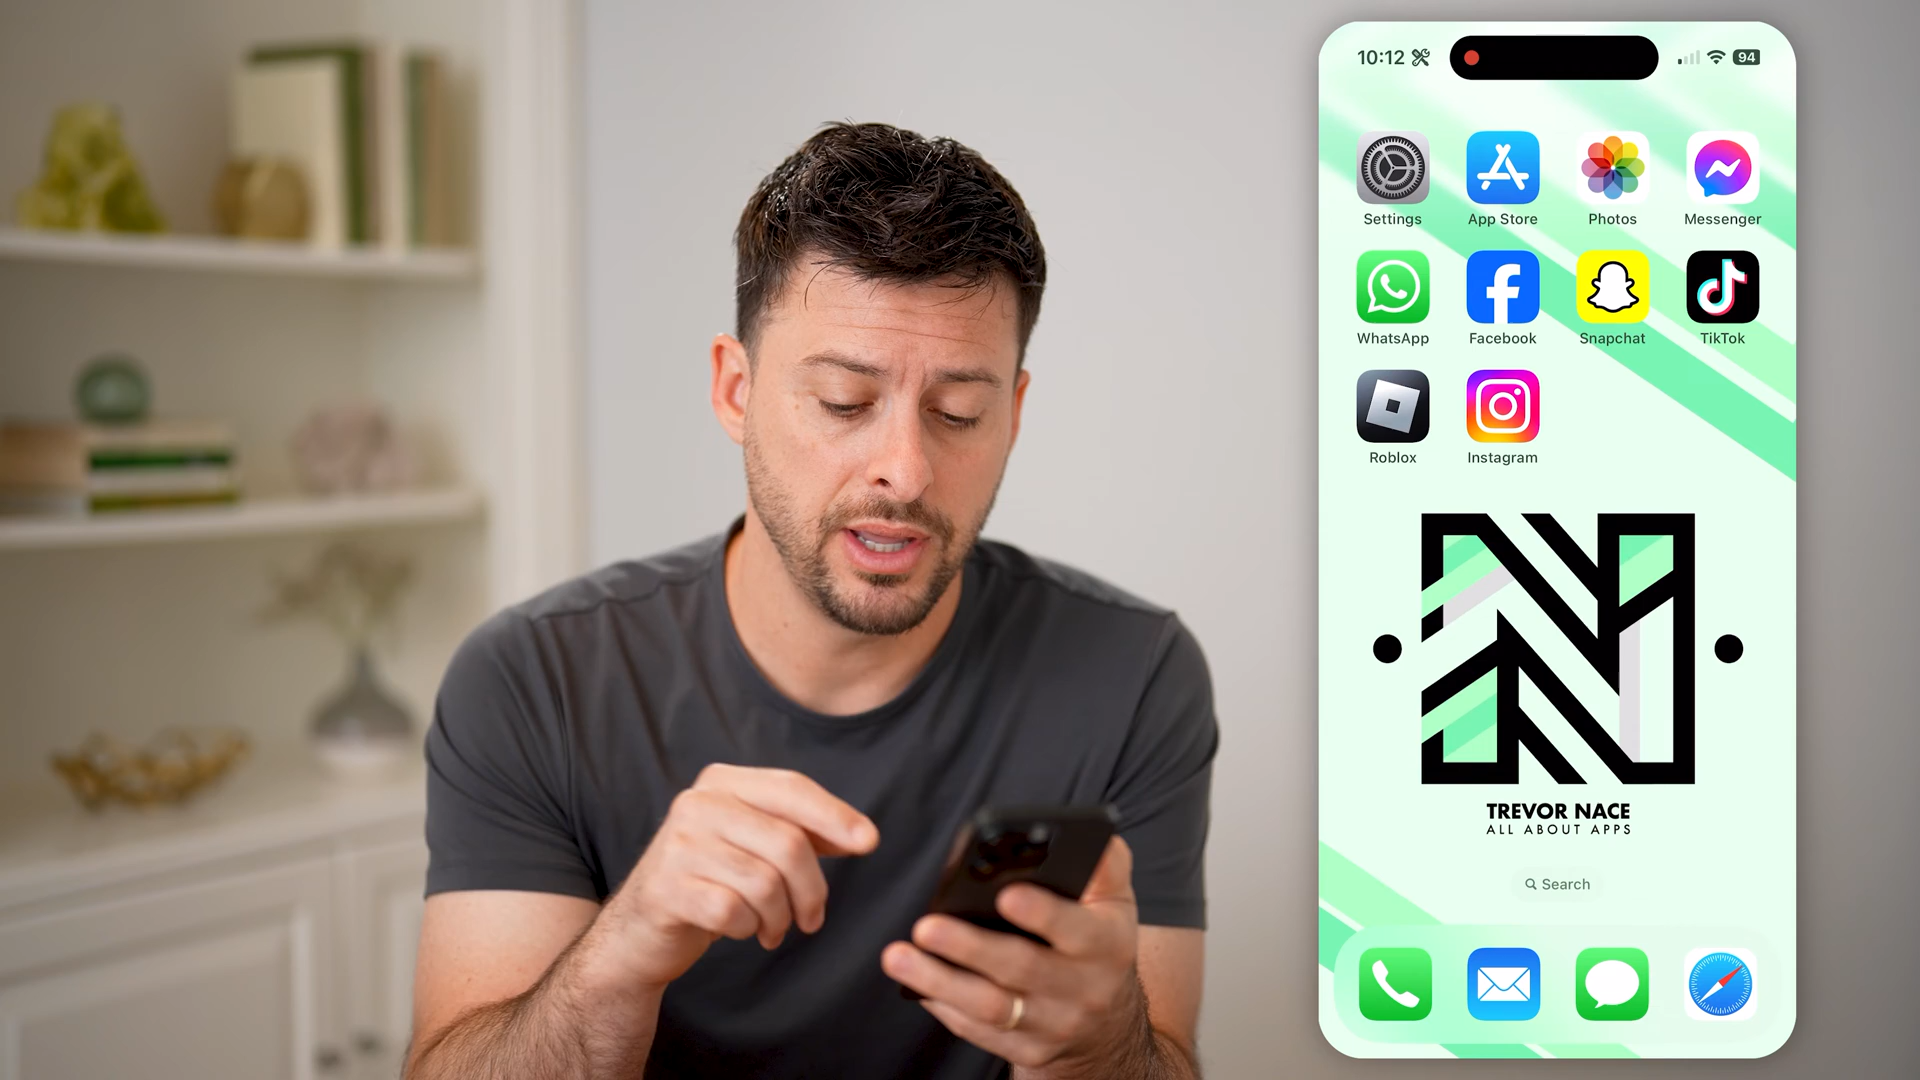 10:12
94
Settings
App Store
Photos
Messenger
WhatsApp
Facebook
Snapchat
TikTok
Roblox
Instagram
TREVOR NACE
ALL ABOUT APPS
Search